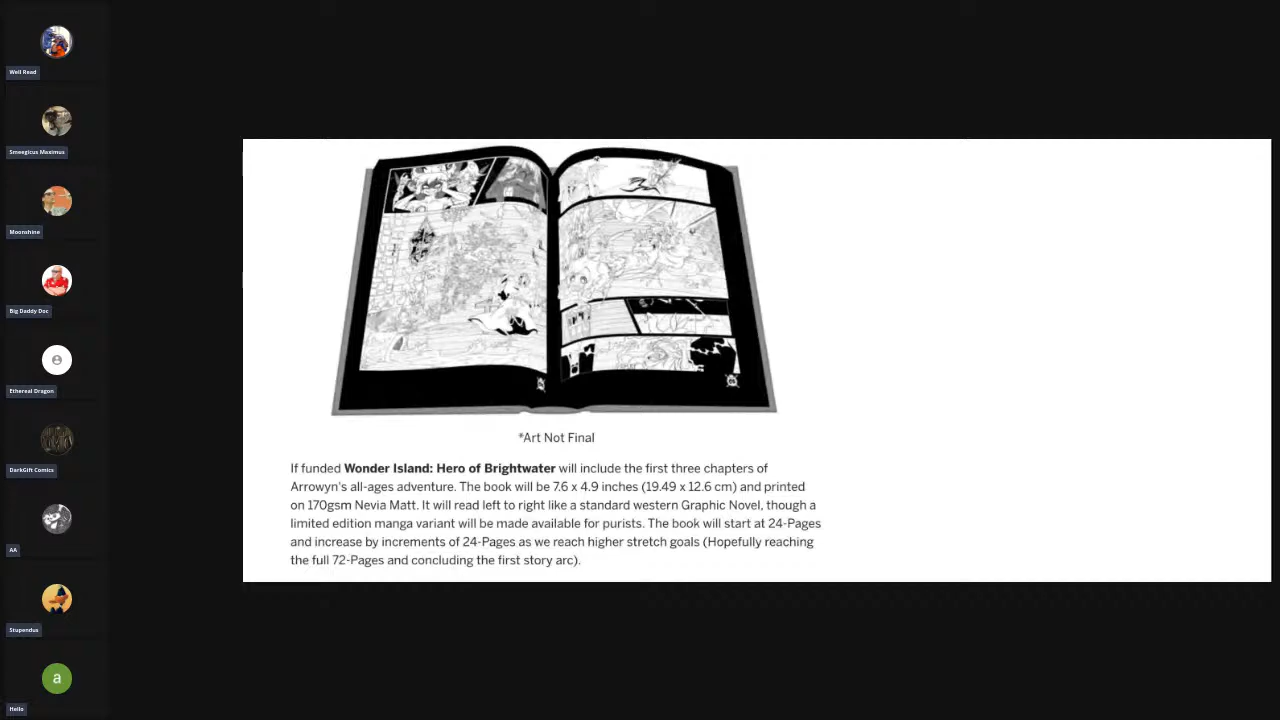 Well Read
Smeegicus Maximus
Moonshine
Big Daddy Doc
Ethereal Dragon
DarkGift Comics
AA
Stupendus
a
Hello
*Art Not Final
If funded Wonder Island: Hero of Brightwater will include the first three chapters of
Arrowyn's all-ages adventure. The book will be 7.6 x 4.9 inches (19.49 x 12.6 cm) and printed
on 170gsm Nevia Matt. It will read left to right like a standard western Graphic Novel, though a
limited edition manga variant will be made available for purists. The book will start at 24-Pages
and increase by increments of 24-Pages as we reach higher stretch goals (Hopefully reaching
the full 72-Pages and concluding the first story arc).